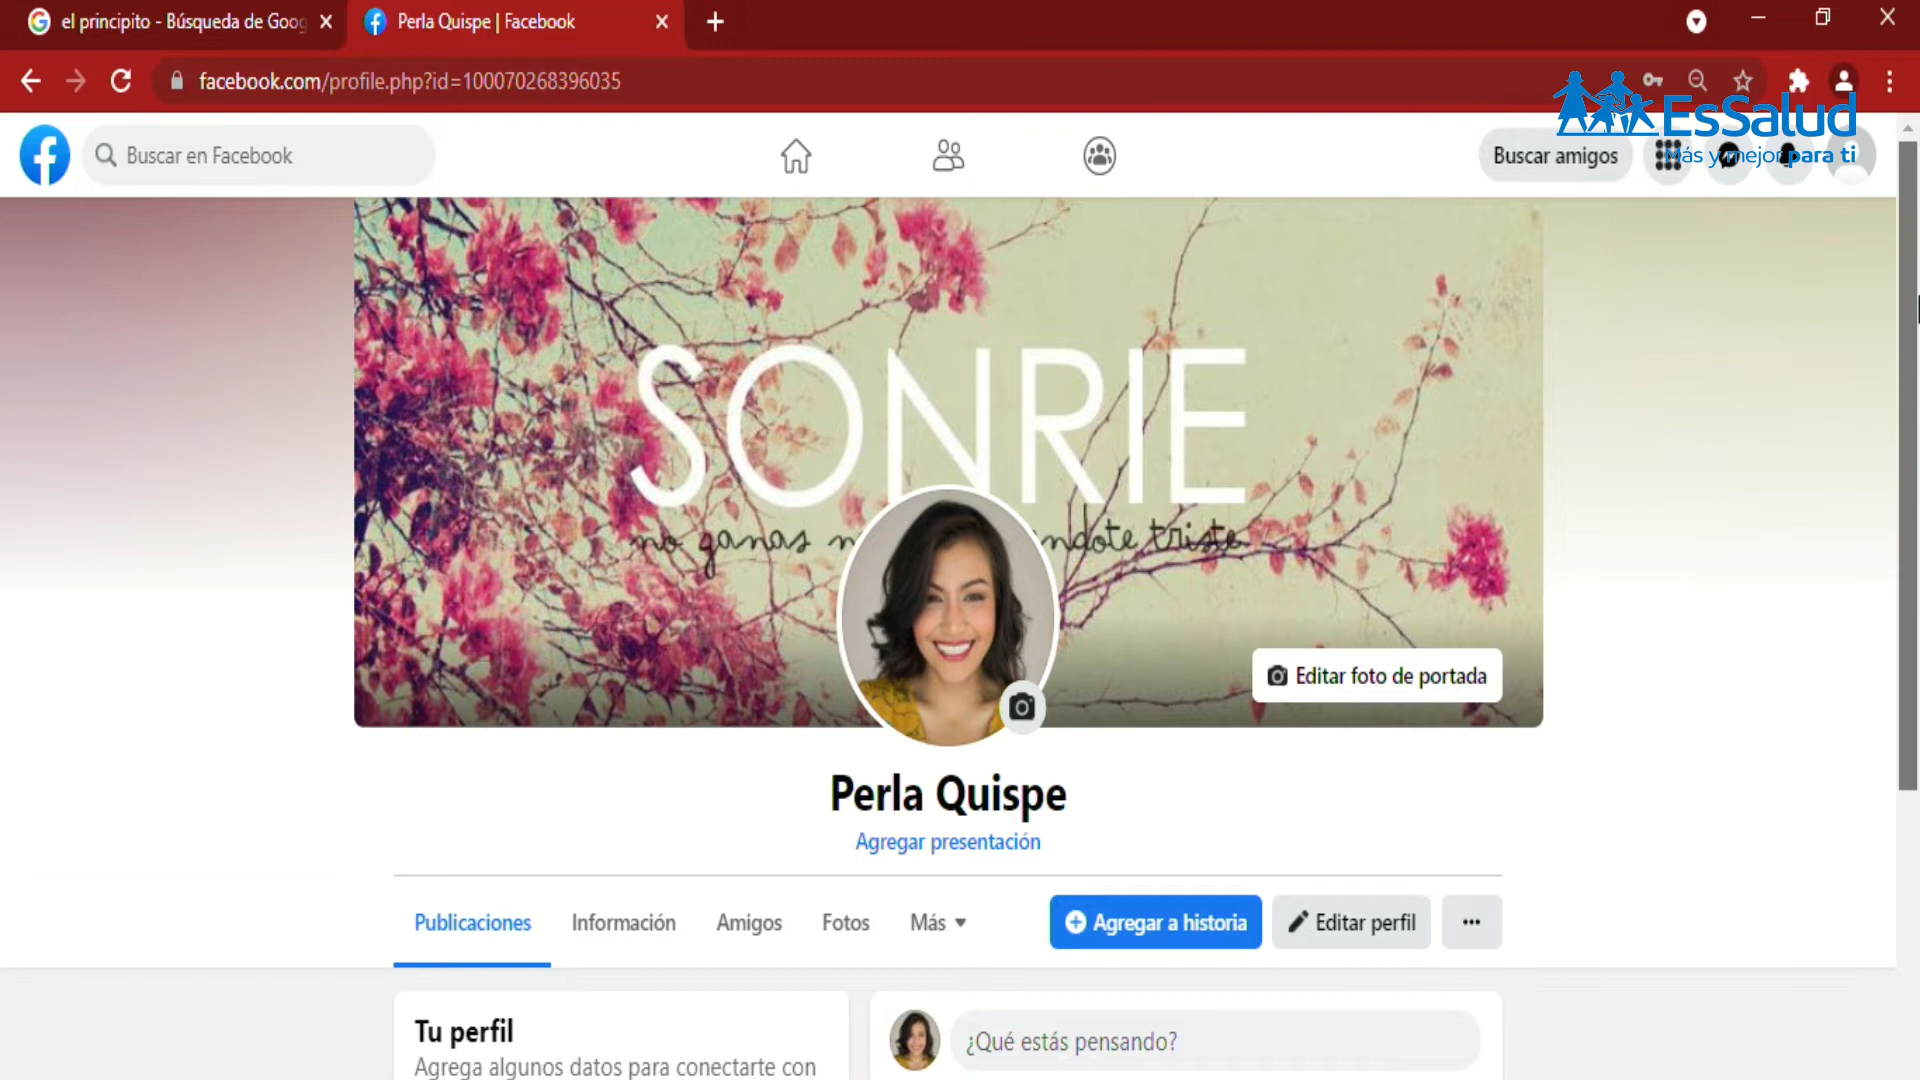 el principito - Búsqueda de Goog
Perla Quispe | Facebook
facebook.com/profile.php?id=100070268396035
EsSalud
Más y mejor para ti
Buscar en Facebook
Buscar amigos
SONRIE
no ganas n ndote triste
Editar foto de portada
Perla Quispe
Agregar presentación
Publicaciones Información Amigos Fotos Más Agregar a historia Editar perfil
Tu perfil
Agrega algunos datos para conectarte con
¿Qué estás pensando?